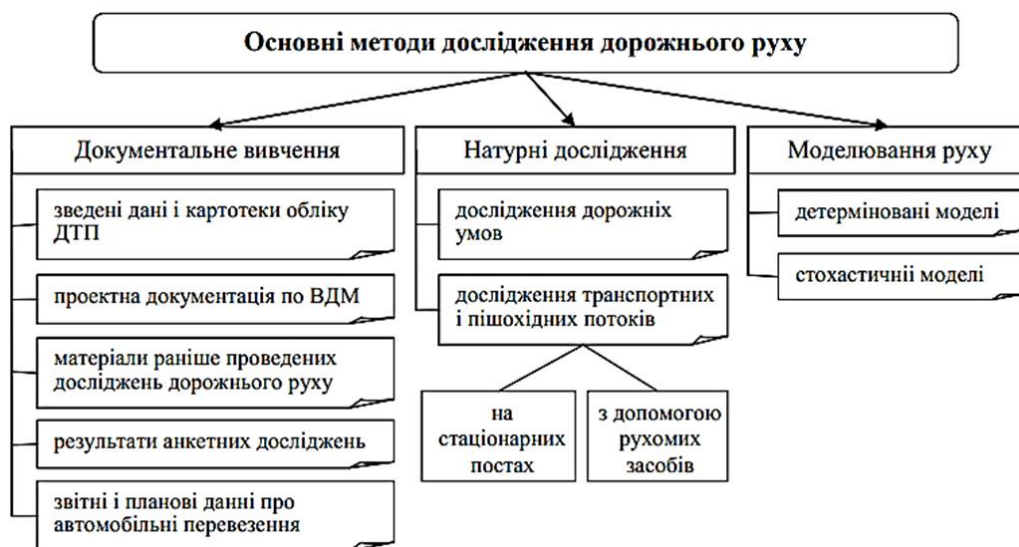 Основні методи дослідження дорожнього руху
Документальне вивчення
зведені дані і картотеки обліку
ДТП
проектна документація по ВДМ
матеріали раніше проведених
досліджень дорожнього руху
результати анкетних досліджень
звітні і планові данні про
автомобільні перевезення
Натурні дослідження
дослідження дорожніх
умов
дослідження транспортних
і пішохідних потоків
на
стаціонарних
постах
з допомогою
рухомих
засобів
Моделювання руху
детерміновані моделі
стохастичніі моделі